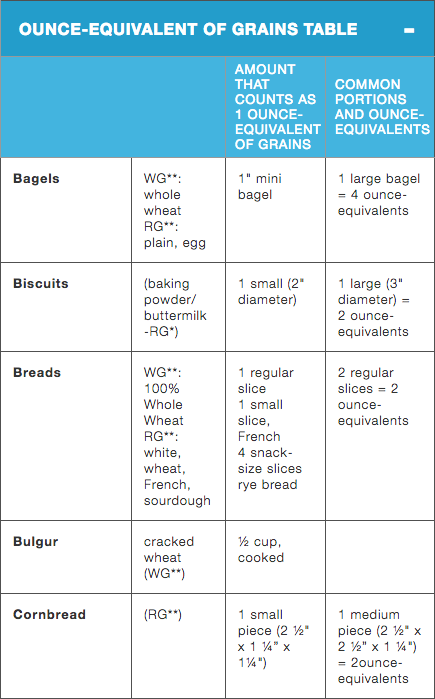 OUNCE-EQUIVALENT OF GRAINS TABLE -
AMOUNT
THAT
COUNTS AS
1 OUNCE-
EQUIVALENT
OF GRAINS
COMMON
PORTIONS
AND OUNCE-
EQUIVALENTS
Bagels
WG**:
whole
wheat
RG**:
plain, egg
1" mini
bagel
1 large bagel
= 4 ounce-
equivalents
Biscuits
(baking
powder/
buttermilk
-RG*)
1 small (2"
diameter)
1 large (3"
diameter) =
2 ounce-
equivalents
Breads
WG**:
100%
Whole
Wheat
RG**:
white,
wheat,
French,
sourdough
1 regular
slice
1 small
slice,
French
4 snack-
size slices
rye bread
2 regular
slices = 2
ounce-
equivalents
Bulgur
cracked
wheat
(WG**)
½ cup,
cooked
Cornbread
(RG**)
1 small
piece (2 ½"
x 1 ¼" x
1¼")
1 medium
piece (2 ½" x
2 ½" x 1 ¼")
= 2ounce-
equivalents